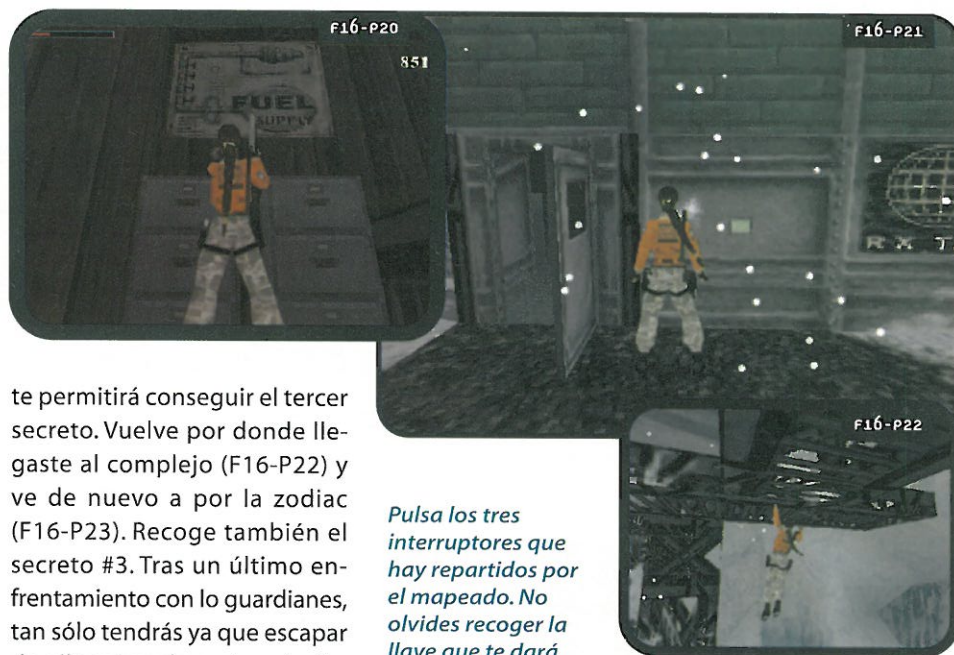 F16-P20
851
FUEL
SUPPLY
F16-P21
F16-P22
te permitirá conseguir el tercer
secreto. Vuelve por donde lle-
gaste al complejo (F16-P22) y
ve de nuevo a por la zodiac
(F16-P23). Recoge también el
secreto #3. Tras un último en-
frentamiento con lo guardianes,
tan sólo tendrás ya que escapar
Pulsa los tres
interruptores que
hay repartidos por
el mapeado. No
olvides recoger la
llave que te dará